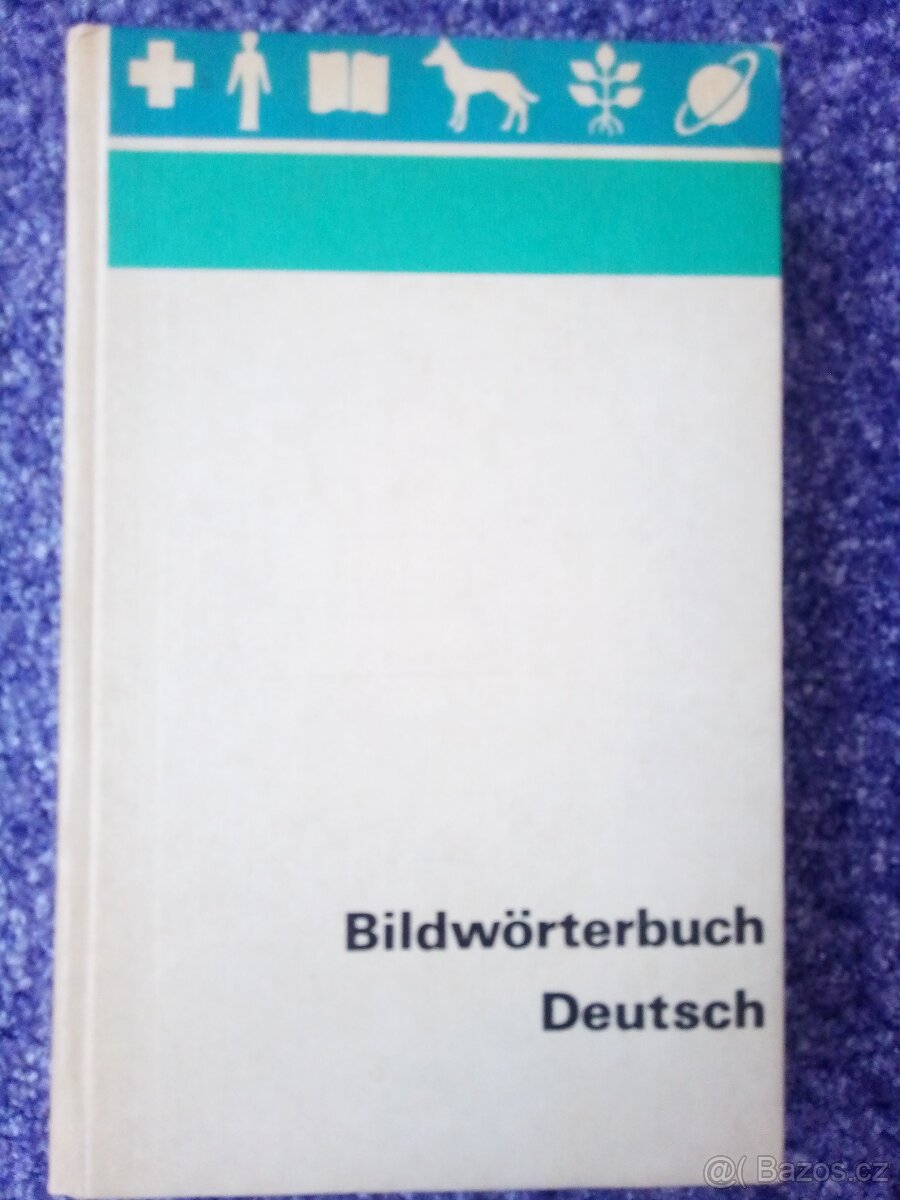 Bildwörterbuch
Deutsch
@( Bazos.cz